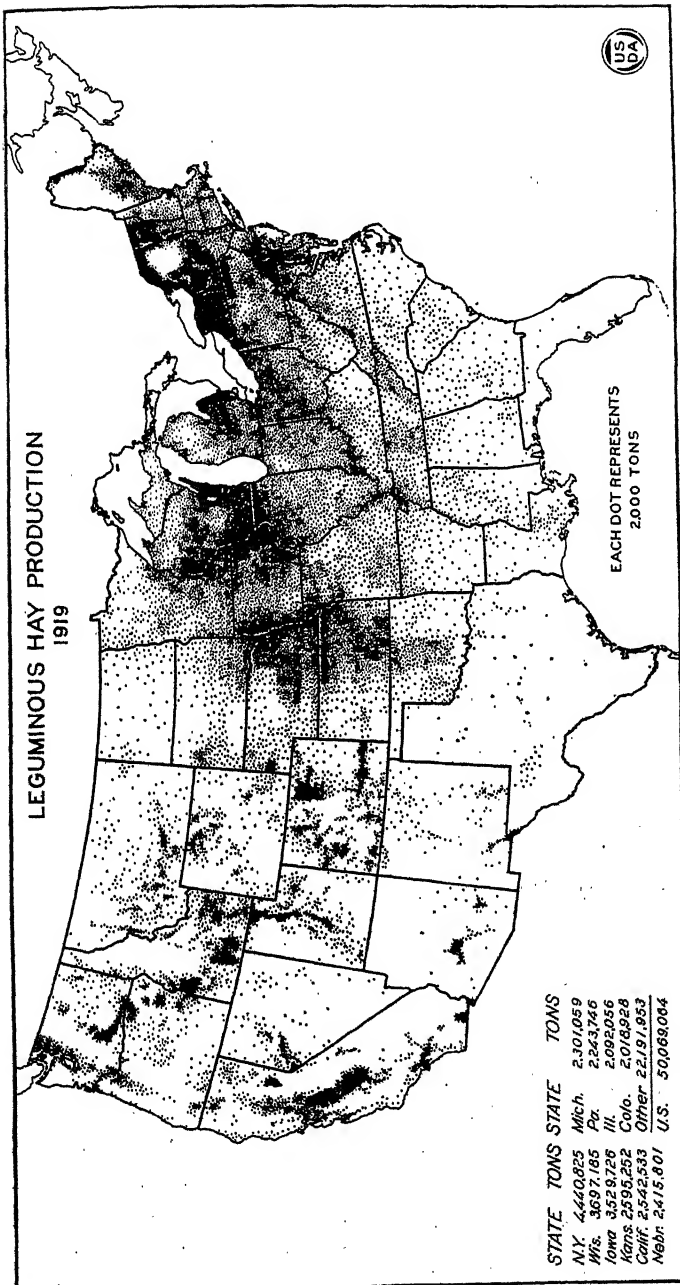 LEGUMINOUS HAY PRODUCTION
1919
US
DA
EACH DOT REPRESENTS
2,000 TONS
STATE TONS STATE TONS
N.Y. 4,440,825 Mich. 2,301,059
Wis. 3,697,185 Pa. 2,243,746
Iowa 3,529,726 Ill. 2,092,056
Kans. 2,595,252 Colo. 2,018,928
Calif. 2,542,533 Other 22,191,953
Nebr. 2,415,801 U.S. 50,069,064